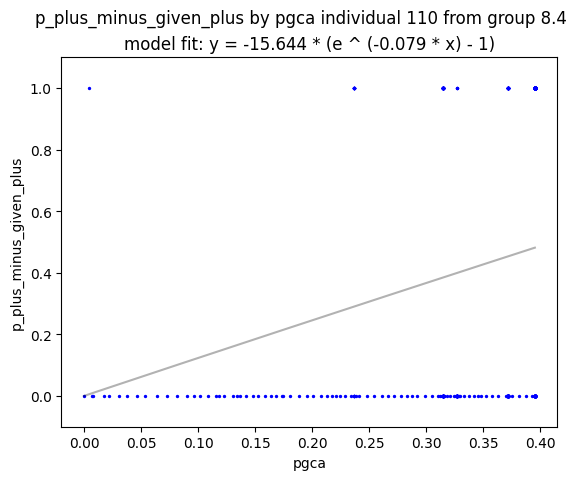 p_plus_minus_given_plus by pgca individual 110 from group 8.4
model fit: y = -15.644 * (e ^ (-0.079 * x) - 1)
1.0
0.8
0.6
0.4
0.2
0.0
p_plus_minus_given_plus
0.00 0.05 0.10 0.15 0.20 0.25 0.30 0.35 0.40
pgca